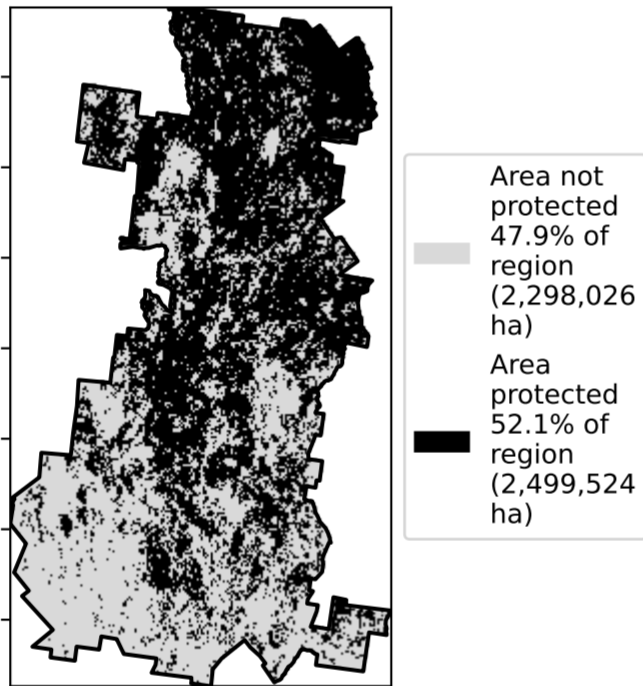 Area not
protected
47.9% of
region
(2,298,026
ha)
Area
protected
52.1% of
region
(2,499,524
ha)